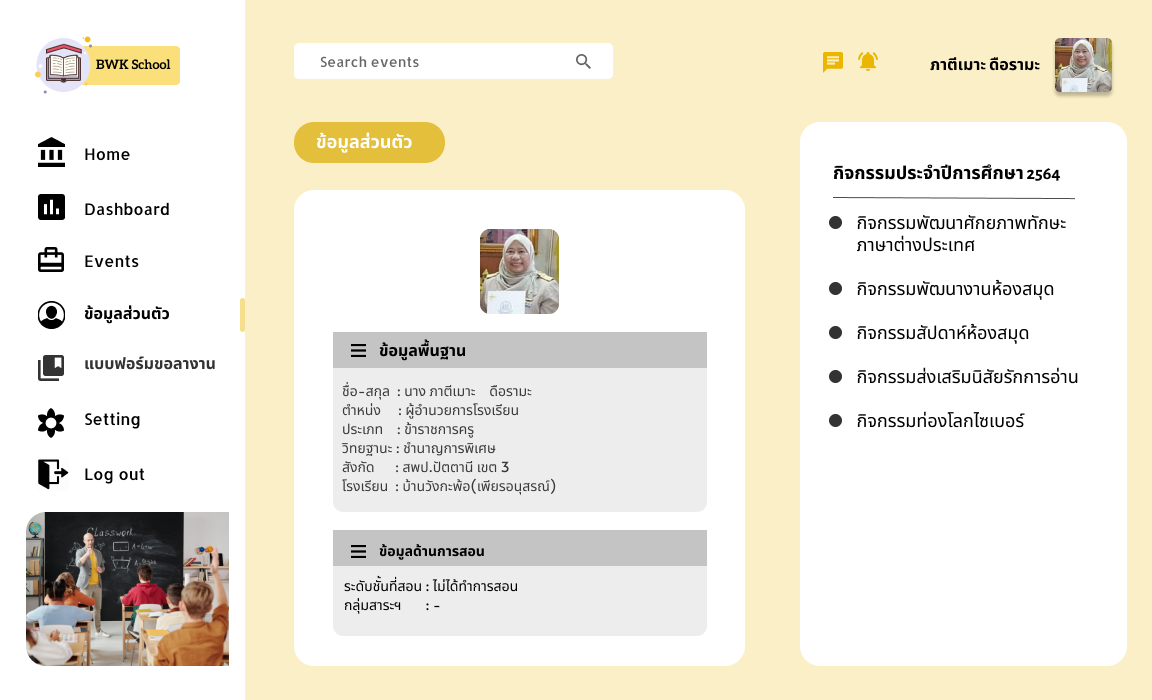 BWK School
Search events
ภาตีเมาะ ดือรามะ
Home
Dashboard
Events
ข้อมูลส่วนตัว
แบบฟอร์มขอลางาน
Setting
Log out
Classwork
ข้อมูลส่วนตัว
ข้อมูลพื้นฐาน
ชื่อ-สกุล : นาง ภาตีเมาะ ดือรามะ
ตำหน่ง : ผู้อำนวยการโรงเรียน
ประเภท : ข้าราชการครู
วิทยฐานะ : ชำนาญการพิเศษ
สังกัด : สพป.ปัตตานี เขต 3
โรงเรียน : บ้านวังกะพ้อ(เพียรอนุสรณ์)
ข้อมูลด้านการสอน
ระดับชั้นที่สอน : ไม่ได้ทำการสอน
กลุ่มสาระฯ : -
กิจกรรมประจำปีการศึกษา 2564
กิจกรรมพัฒนาศักยภาพทักษะ
ภาษาต่างประเทศ
กิจกรรมพัฒนางานห้องสมุด
กิจกรรมสัปดาห์ห้องสมุด
กิจกรรมส่งเสริมนิสัยรักการอ่าน
กิจกรรมท่องโลกไซเบอร์